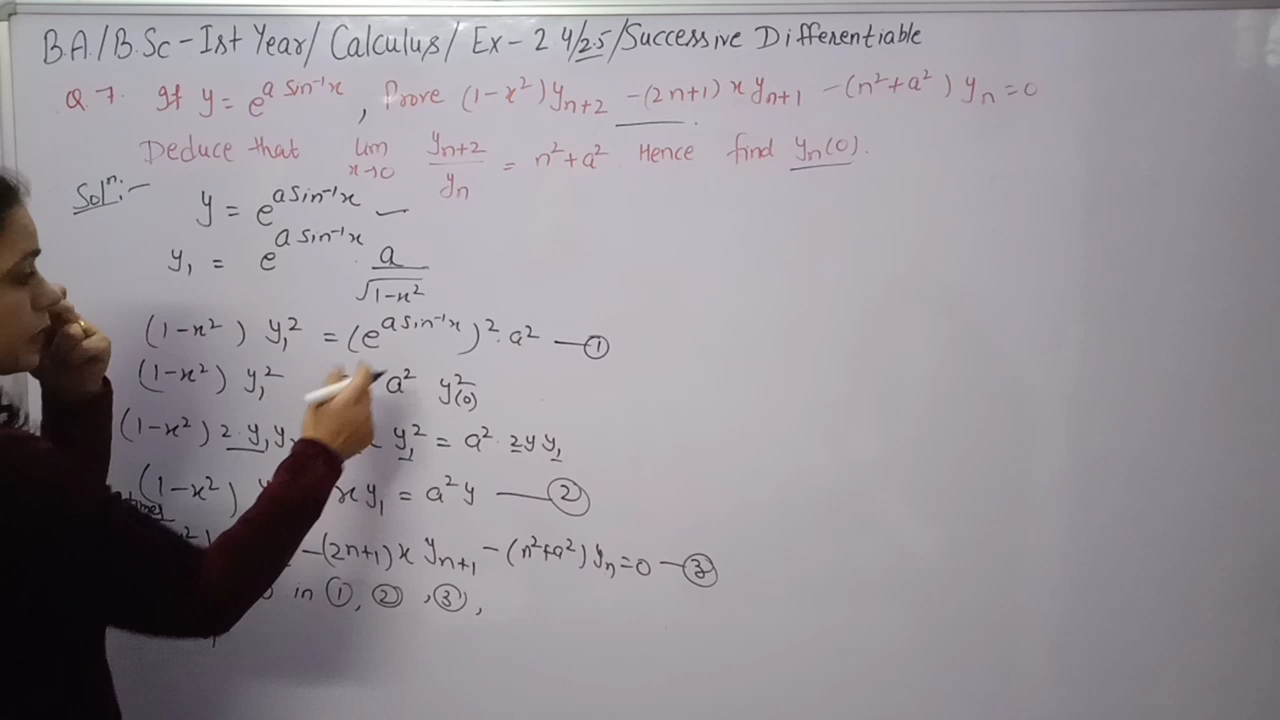 B.A./B.Sc - Ist Year/ Calculus/ Ex - 2 4/2.5/Successive Differentiable
Q. 7. If y = e^{a sin⁻¹x} , Prove (1-x²) y_{n+2} -(2n+1) x y_{n+1} -(n²+a²) y_n = 0
Deduce that lim_{x→0} y_{n+2}/y_n = n²+a². Hence find y_n(0).
Solⁿ:-
y = e^{a sin⁻¹x} —
y₁ = e^{a sin⁻¹x} . a/√(1-x²)
(1-x²) y₁² = (e^{a sin⁻¹x})². a² — ①
(1-x²) y₁² a² y²(0)
(1-x²) 2. y₁ y₁² = a². 2y y₁
(1-x²) x y₁ = a² y — ②
-(2n+1) x y_{n+1} -(n²+a²) y_n = 0 — ③
in ①, ②, ③,